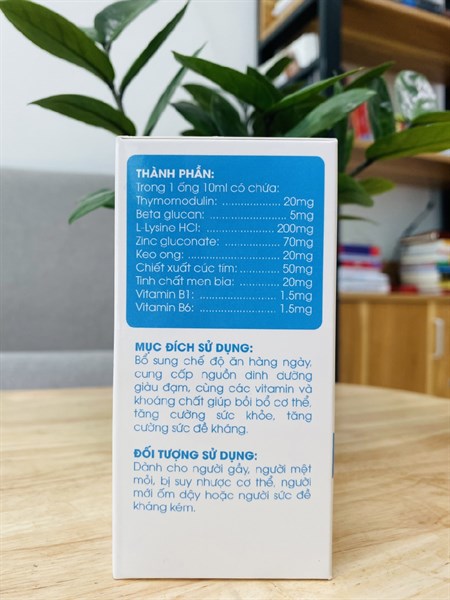 THÀNH PHẦN:
Trong 1 ống 10ml có chứa:
Thymomodulin: .................... 20mg
Beta glucan: .......................... 5mg
L-Lysine HCl: ....................... 200mg
Zinc gluconate: ................... 70mg
Keo ong: .............................. 20mg
Chiết xuất cúc tím: .............. 50mg
Tinh chất men bia: .............. 20mg
Vitamin B1: .......................... 1.5mg
Vitamin B6: .......................... 1.5mg
MỤC ĐÍCH SỬ DỤNG:
Bổ sung chế độ ăn hàng ngày,
cung cấp nguồn dinh dưỡng
giàu đạm, cùng các vitamin và
khoáng chất giúp bồi bổ cơ thể,
tăng cường sức khỏe, tăng
cường sức đề kháng.
ĐỐI TƯỢNG SỬ DỤNG:
Dành cho người gầy, người mệt
mỏi, bị suy nhược cơ thể, người
mới ốm dậy hoặc người sức đề
kháng kém.